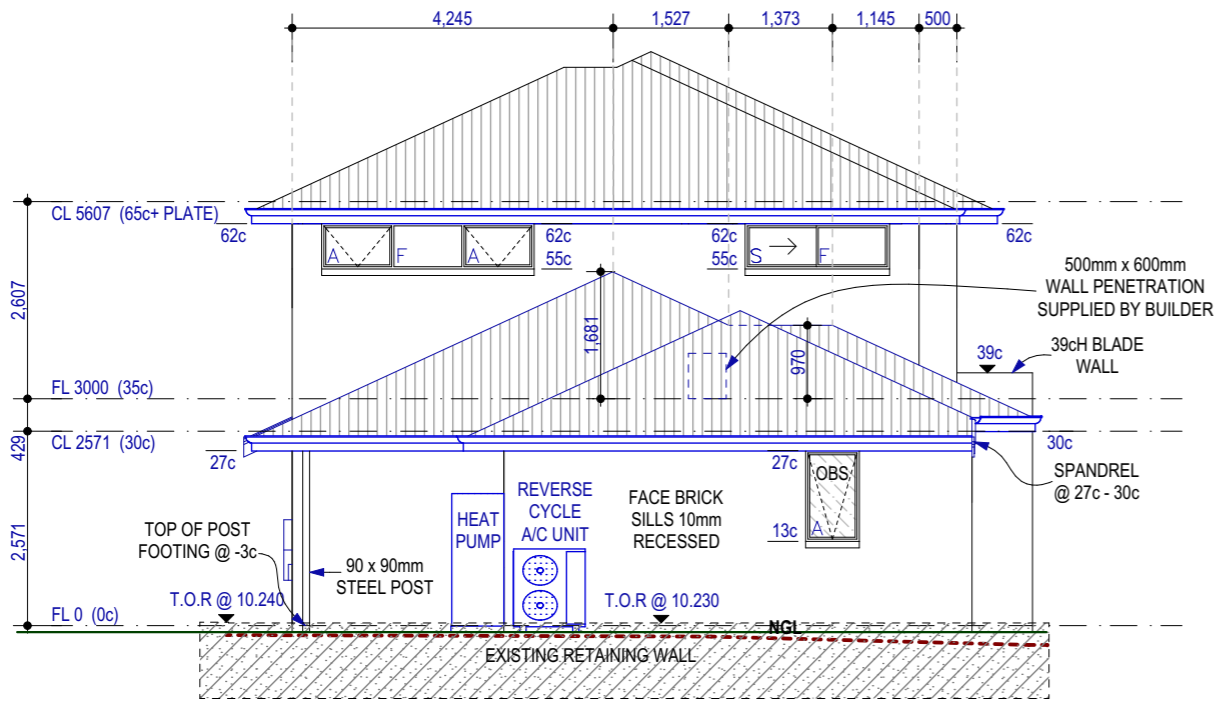 4,245 1,527 1,373 1,145 500
CL 5607 (65c+ PLATE)
62c 62c 62c 62c
A F A S F
55c 55c
2,607
500mm x 600mm
WALL PENETRATION
SUPPLIED BY BUILDER
1,681
970
39c
39cH BLADE
WALL
FL 3000 (35c)
429
CL 2571 (30c)
30c
27c 27c
SPANDREL
@ 27c - 30c
OBS
A
13c
2,571
TOP OF POST
FOOTING @ -3c
90 x 90mm
STEEL POST
HEAT
PUMP
REVERSE
CYCLE
A/C UNIT
FACE BRICK
SILLS 10mm
RECESSED
T.O.R @ 10.240
T.O.R @ 10.230
FL 0 (0c)
NGL
EXISTING RETAINING WALL